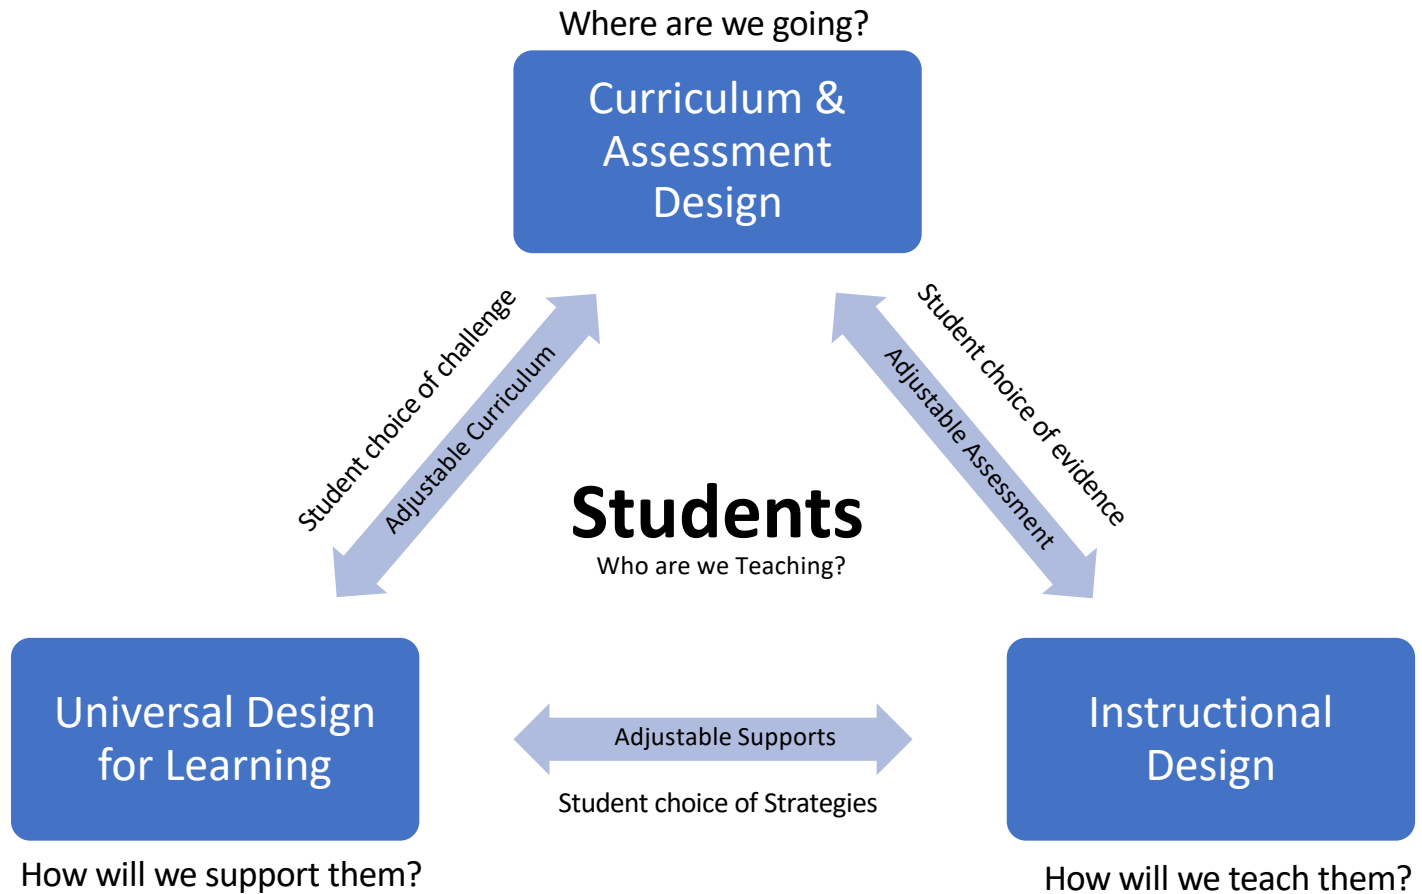 Where are we going?
Curriculum &
Assessment
Design
Student choice of challenge
Adjustable Curriculum
Adjustable Assessment
Student choice of evidence
Students
Who are we Teaching?
Universal Design
for Learning
Adjustable Supports
Student choice of Strategies
Instructional
Design
How will we support them?
How will we teach them?